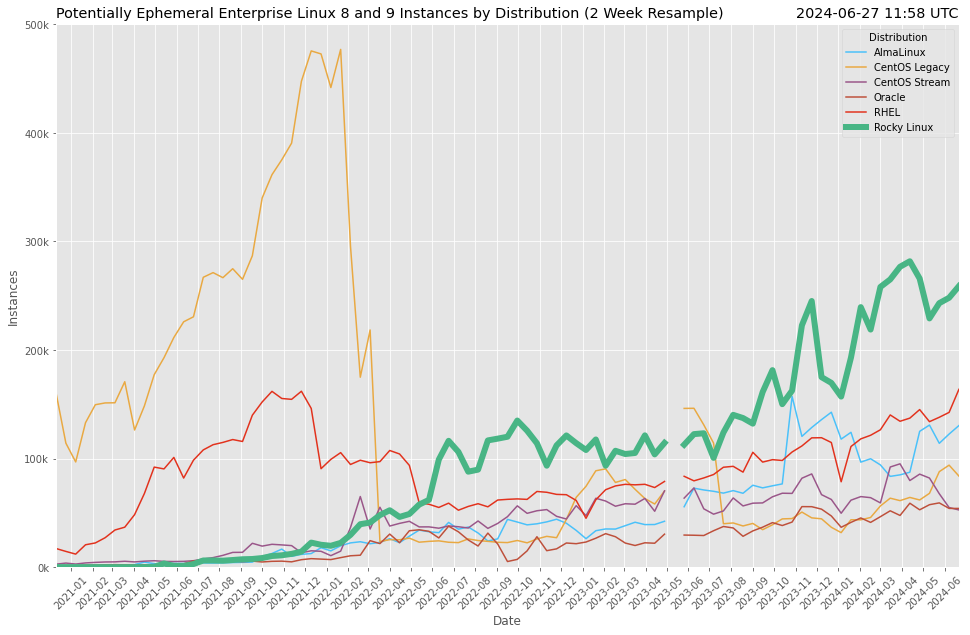 Potentially Ephemeral Enterprise Linux 8 and 9 Instances by Distribution (2 Week Resample)
2024-06-27 11:58 UTC
Distribution
AlmaLinux
CentOS Legacy
CentOS Stream
Oracle
RHEL
Rocky Linux
Instances
500k
400k
300k
200k
100k
0k
2021-01
2021-02
2021-03
2021-04
2021-05
2021-06
2021-07
2021-08
2021-09
2021-10
2021-11
2021-12
2022-01
2022-02
2022-03
2022-04
2022-05
2022-06
2022-07
2022-08
2022-09
2022-10
2022-11
2022-12
2023-01
2023-02
2023-03
2023-04
2023-05
2023-06
2023-07
2023-08
2023-09
2023-10
2023-11
2023-12
2024-01
2024-02
2024-03
2024-04
2024-05
2024-06
Date